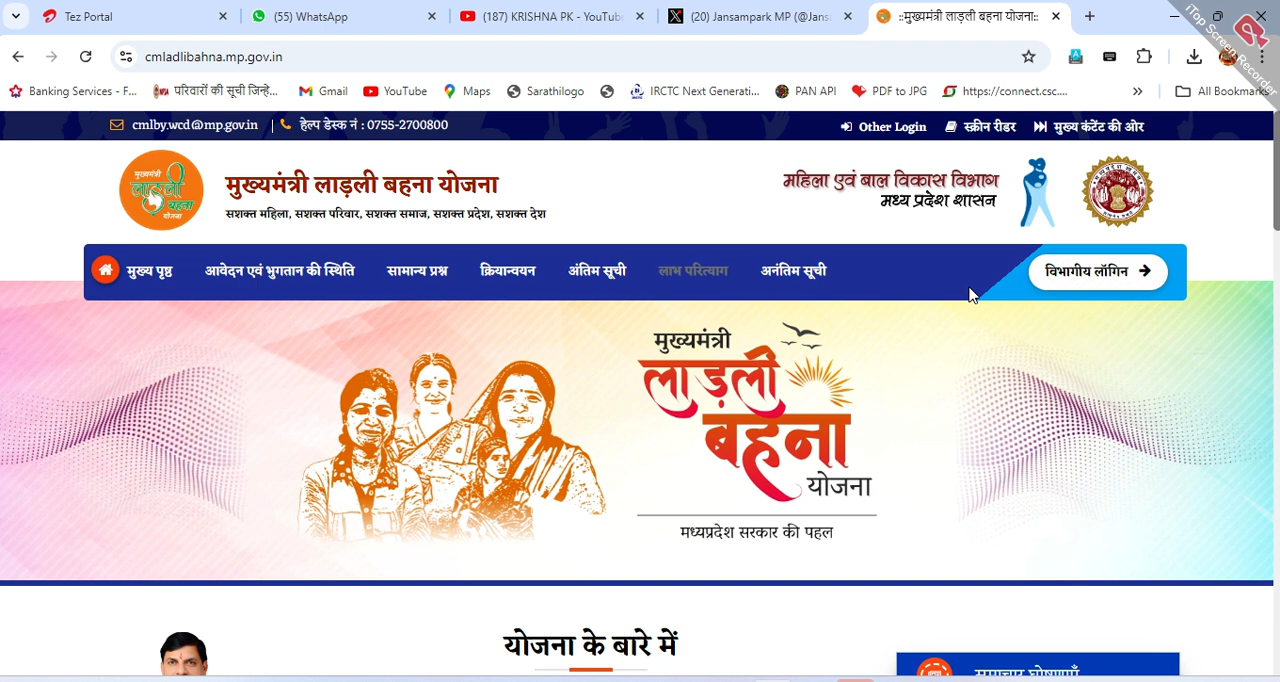 Tez Portal
(55) WhatsApp
(187) KRISHNA PK - YouTube
(20) Jansampark MP (@Jans
::मुख्यमंत्री लाड़ली बहना योजना::
cmladlibahna.mp.gov.in
iTop Screen Recorder
Banking Services - F...
परिवारों की सूची जिन्हे...
Gmail
YouTube
Maps
Sarathilogo
IRCTC Next Generati...
PAN API
PDF to JPG
https://connect.csc....
All Bookmarks
cmlby.wcd@mp.gov.in
हेल्प डेस्क नं : 0755-2700800
Other Login
स्क्रीन रीडर
मुख्य कंटेंट की ओर
मुख्यमंत्री
लाड़ली
बहना
योजना
मुख्यमंत्री लाड़ली बहना योजना
सशक्त महिला, सशक्त परिवार, सशक्त समाज, सशक्त प्रदेश, सशक्त देश
महिला एवं बाल विकास विभाग
मध्य प्रदेश शासन
मुख्य पृष्ठ
आवेदन एवं भुगतान की स्थिति
सामान्य प्रश्न
क्रियान्वयन
अंतिम सूची
लाभ परित्याग
अनंतिम सूची
विभागीय लॉगिन
मुख्यमंत्री
लाड़ली
बहना
योजना
मध्यप्रदेश सरकार की पहल
योजना के बारे में